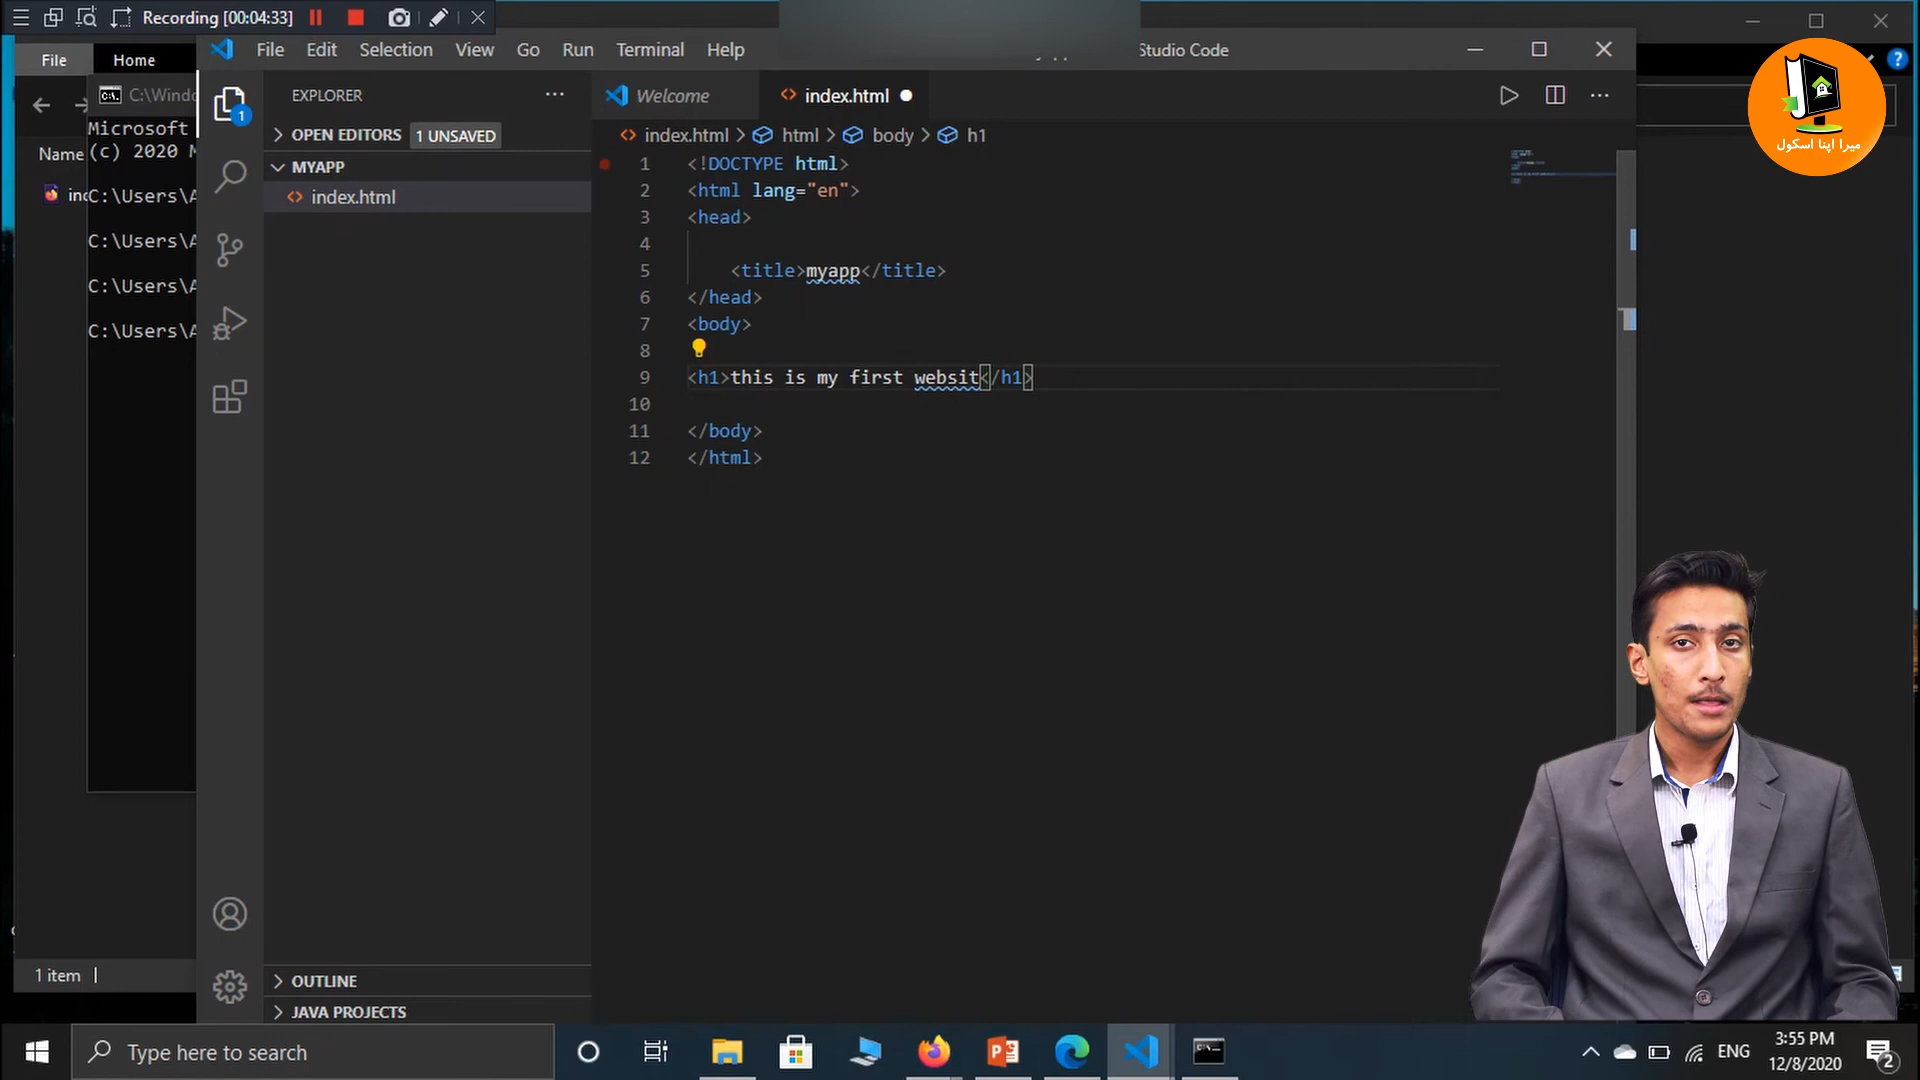 Recording [00:04:33]
File Edit Selection View Go Run Terminal Help
Studio Code
File Home
C:\Windo
EXPLORER
Welcome
index.html
میرا اپنا اسکول
Microsoft
(c) 2020 M
Name
OPEN EDITORS 1 UNSAVED
index.html > html > body > h1
MYAPP
index.html
C:\Users\A
C:\Users\A
C:\Users\A
C:\Users\A
1 <!DOCTYPE html>
2 <html lang="en">
3 <head>
4
5 <title>myapp</title>
6 </head>
7 <body>
8
9 <h1>this is my first websit</h1>
10
11 </body>
12 </html>
1
1 item
OUTLINE
JAVA PROJECTS
Type here to search
ENG
3:55 PM
12/8/2020
2